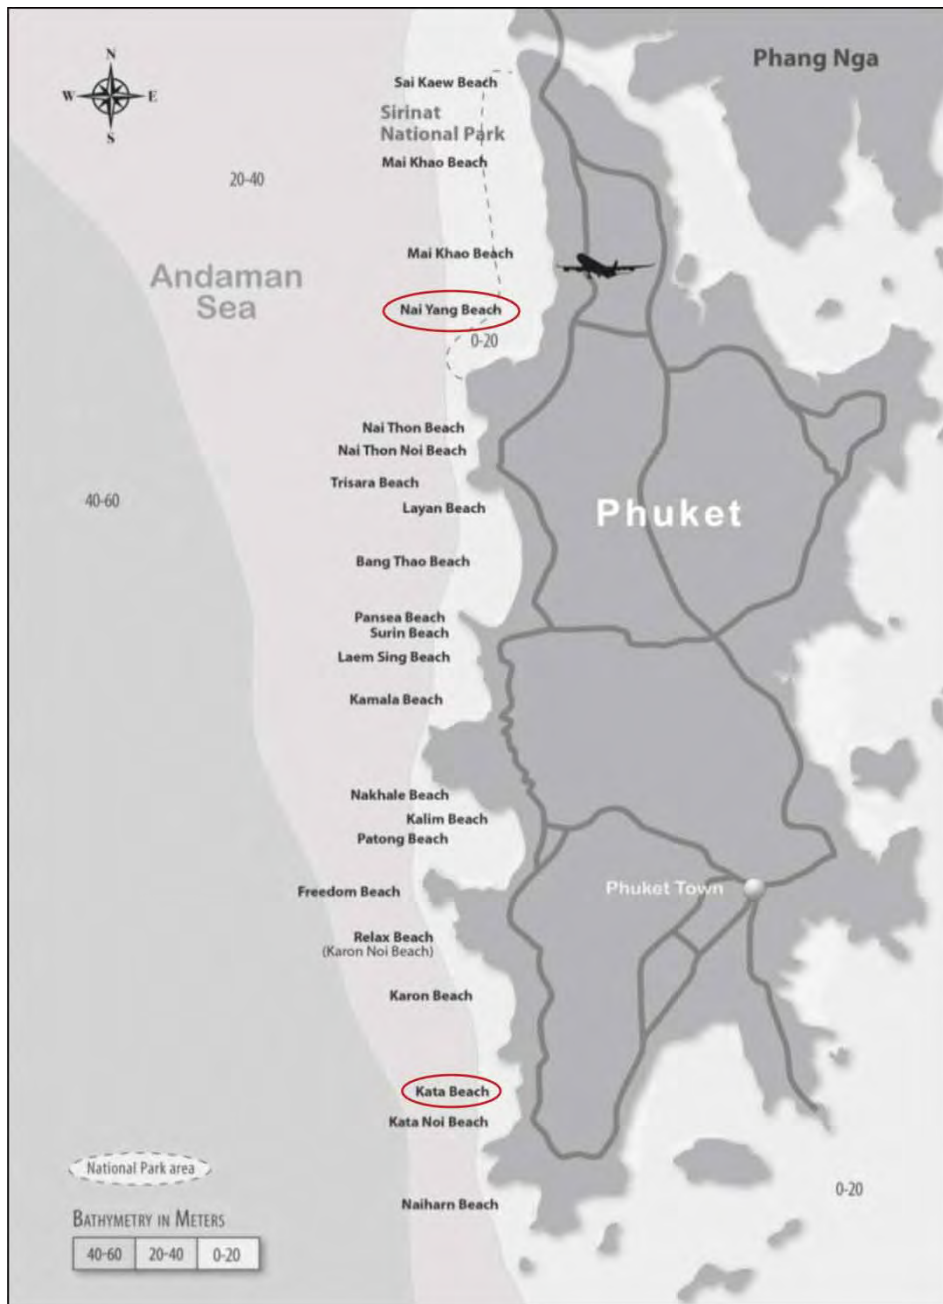 Phang Nga
N
W
E
S
Sai Kaew Beach
Sirinat
National Park
Mai Khao Beach
20-40
Mai Khao Beach
Andaman
Sea
Nai Yang Beach
0-20
Nai Thon Beach
Nai Thon Noi Beach
Trisara Beach
40-60
Layan Beach
Phuket
Bang Thao Beach
Pansea Beach
Surin Beach
Laem Sing Beach
Kamala Beach
Nakhale Beach
Kalim Beach
Patong Beach
Freedom Beach
Phuket Town
Relax Beach
(Karon Noi Beach)
Karon Beach
Kata Beach
Kata Noi Beach
National Park area
0-20
Naiharn Beach
BATHYMETRY IN METERS
40-60 20-40 0-20